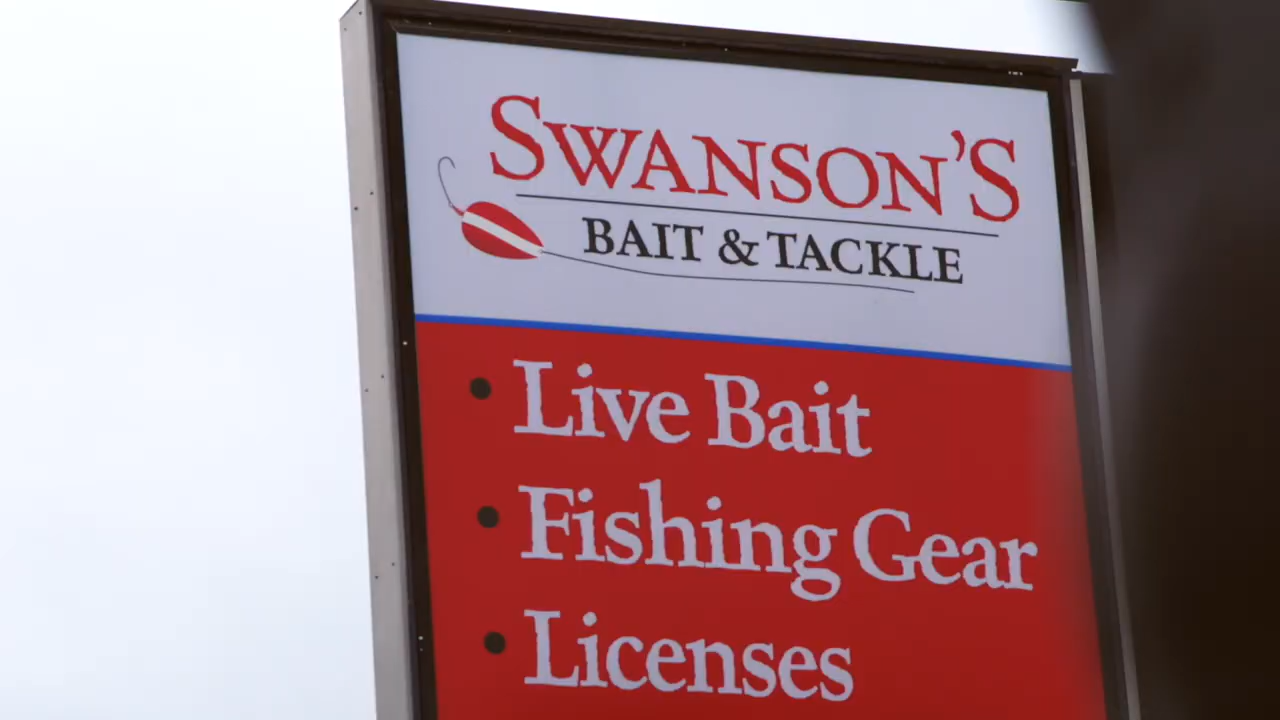 SWANSON'S
BAIT & TACKLE
• Live Bait
• Fishing Gear
• Licenses